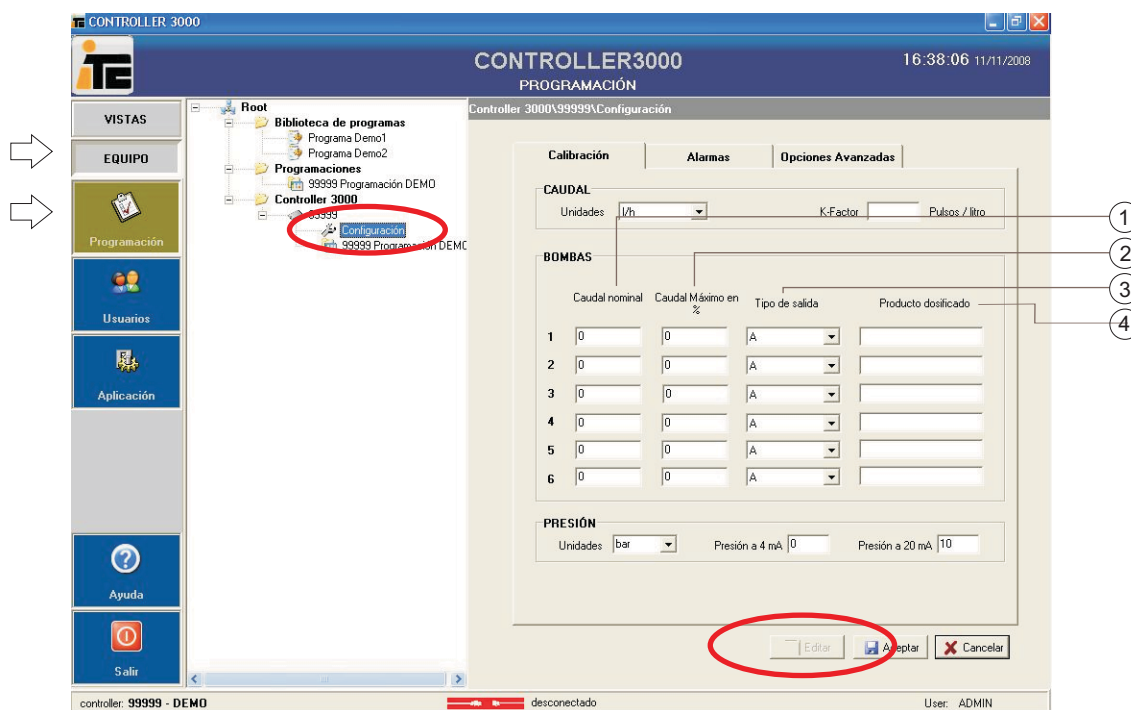 CONTROLLER 3000
iTC
CONTROLLER3000
PROGRAMACIÓN
16:38:06 11/11/2008
VISTAS
EQUIPO
Programación
Usuarios
Aplicación
Ayuda
Salir
Root
Biblioteca de programas
Programa Demo1
Programa Demo2
Programaciones
99999 Programación DEMO
Controller 3000
99999
Configuración
99999 Programación DEMO
Controller 3000\99999\Configuración
Calibración Alarmas Opciones Avanzadas
CAUDAL
Unidades l/h K-Factor Pulsos / litro
BOMBAS
Caudal nominal Caudal Máximo en % Tipo de salida Producto dosificado
1 0 0 A
2 0 0 A
3 0 0 A
4 0 0 A
5 0 0 A
6 0 0 A
PRESIÓN
Unidades bar Presión a 4 mA 0 Presión a 20 mA 10
Editar Aceptar Cancelar
1
2
3
4
controller: 99999 - DEMO desconectado User: ADMIN